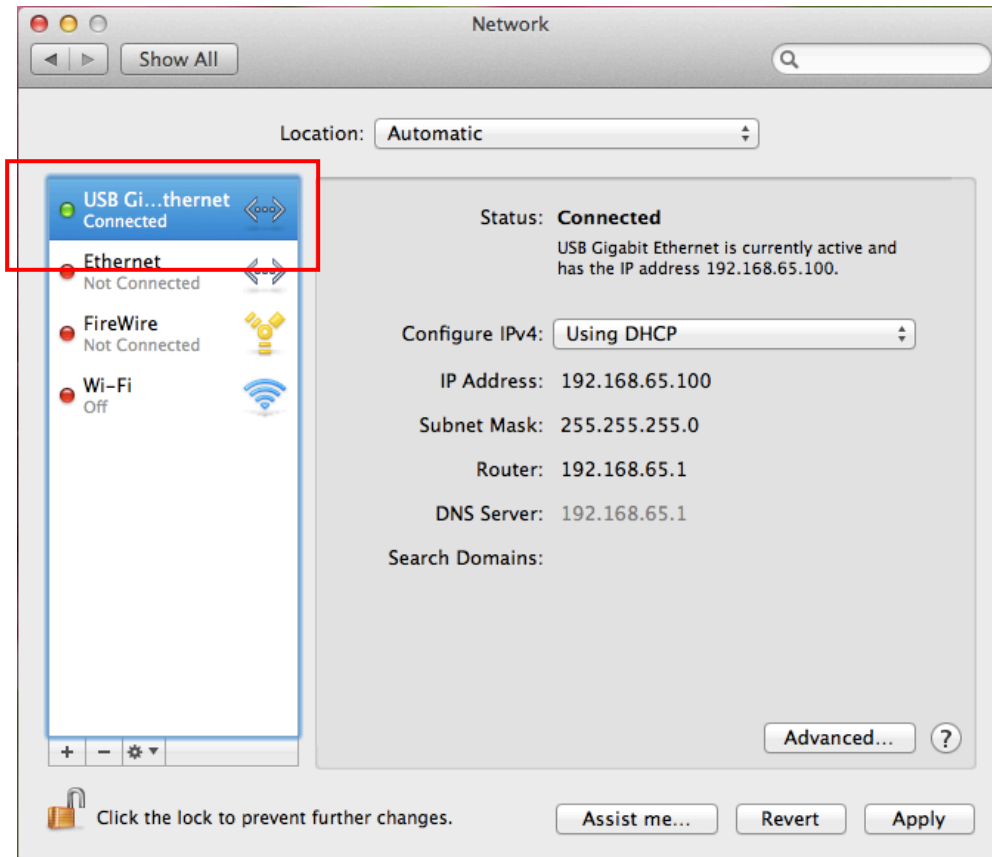 Network
Show All
Location: Automatic
USB Gi...thernet
Connected
Ethernet
Not Connected
FireWire
Not Connected
Wi-Fi
Off
Status: Connected
USB Gigabit Ethernet is currently active and
has the IP address 192.168.65.100.
Configure IPv4: Using DHCP
IP Address: 192.168.65.100
Subnet Mask: 255.255.255.0
Router: 192.168.65.1
DNS Server: 192.168.65.1
Search Domains:
Advanced... ?
Click the lock to prevent further changes.
Assist me... Revert Apply